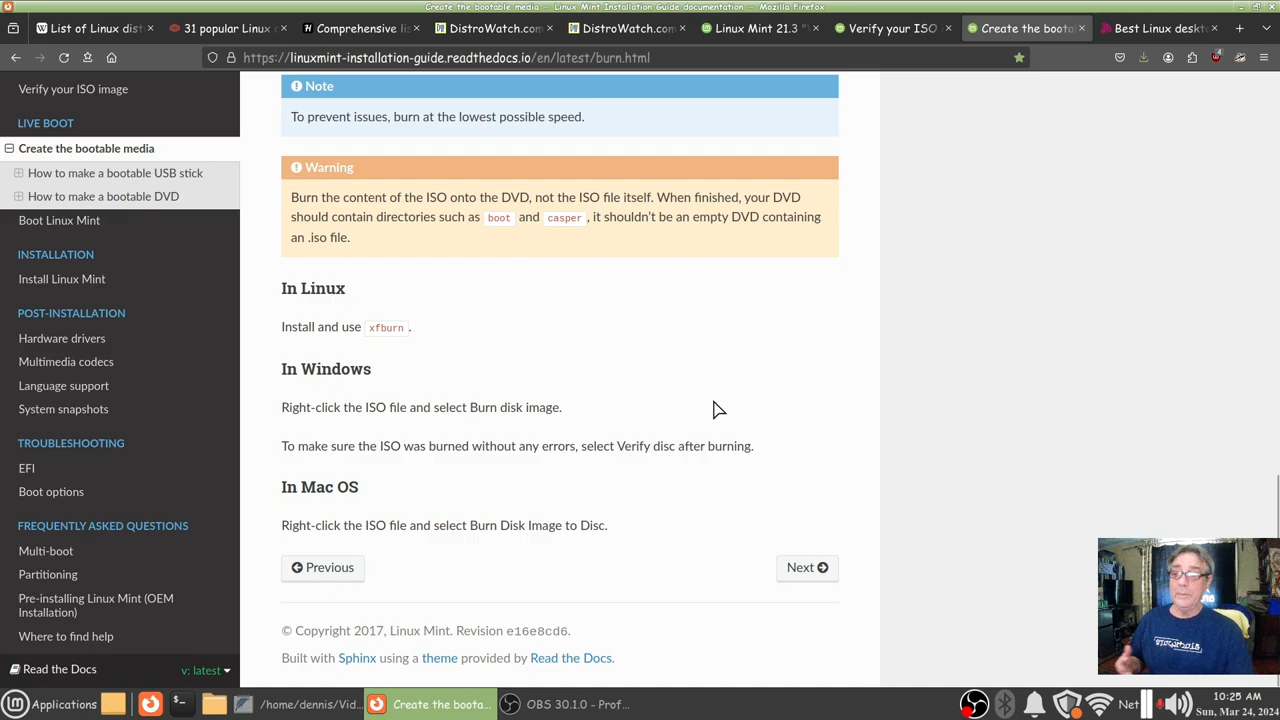 Create the bootable media — Linux Mint Installation Guide documentation — Mozilla Firefox
List of Linux dist
31 popular Linux d
Comprehensive li
DistroWatch.com
DistroWatch.com
Linux Mint 21.3 "
Verify your ISO
Create the boota
Best Linux deskt
https://linuxmint-installation-guide.readthedocs.io/en/latest/burn.html
4
Verify your ISO image
LIVE BOOT
Create the bootable media
How to make a bootable USB stick
How to make a bootable DVD
Boot Linux Mint
INSTALLATION
Install Linux Mint
POST-INSTALLATION
Hardware drivers
Multimedia codecs
Language support
System snapshots
TROUBLESHOOTING
EFI
Boot options
FREQUENTLY ASKED QUESTIONS
Multi-boot
Partitioning
Pre-installing Linux Mint (OEM
Installation)
Where to find help
Read the Docs
v: latest
Note
To prevent issues, burn at the lowest possible speed.
Warning
Burn the content of the ISO onto the DVD, not the ISO file itself. When finished, your DVD
should contain directories such as boot and casper, it shouldn't be an empty DVD containing
an .iso file.
In Linux
Install and use xfburn.
In Windows
Right-click the ISO file and select Burn disk image.
To make sure the ISO was burned without any errors, select Verify disc after burning.
In Mac OS
Right-click the ISO file and select Burn Disk Image to Disc.
Previous
Next
© Copyright 2017, Linux Mint. Revision e16e8cd6.
Built with Sphinx using a theme provided by Read the Docs.
Applications
/home/dennis/Vid...
Create the boota...
OBS 30.1.0 - Prof...
Net
10:25 AM
Sun, Mar 24, 2024